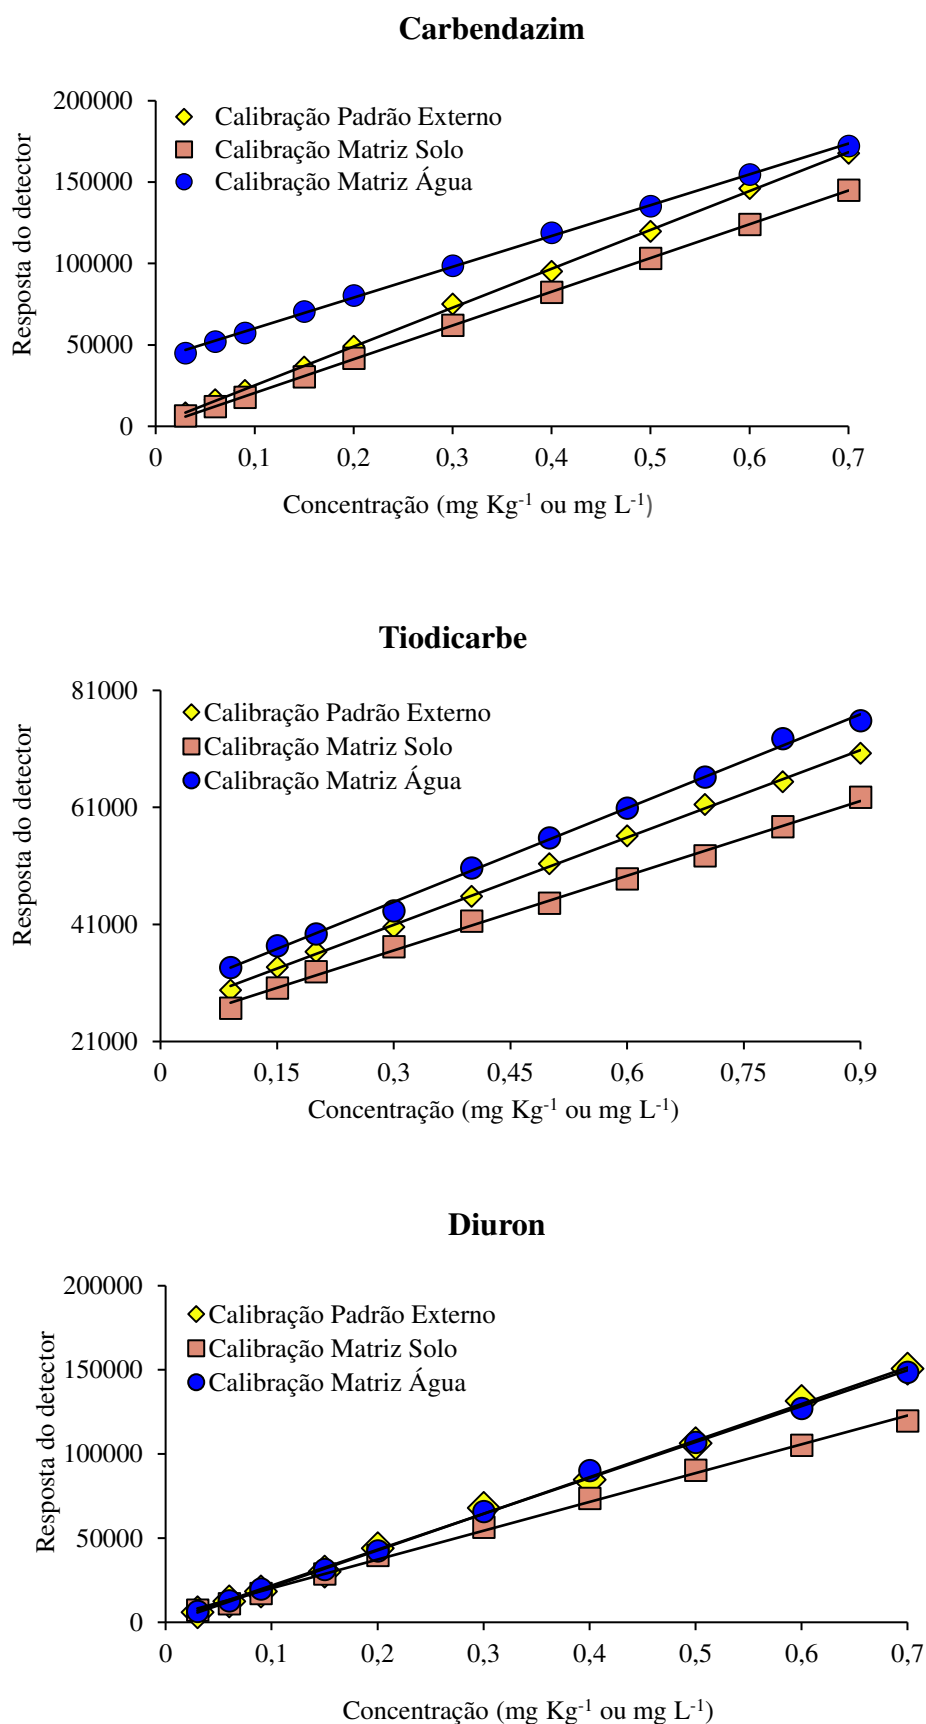 Carbendazim
200000
150000
100000
50000
0
Resposta do detector
Calibração Padrão Externo
Calibração Matriz Solo
Calibração Matriz Água
0 0,1 0,2 0,3 0,4 0,5 0,6 0,7
Concentração (mg Kg⁻¹ ou mg L⁻¹)
Tiodicarbe
81000
61000
41000
21000
Resposta do detector
Calibração Padrão Externo
Calibração Matriz Solo
Calibração Matriz Água
0 0,15 0,3 0,45 0,6 0,75 0,9
Concentração (mg Kg⁻¹ ou mg L⁻¹)
Diuron
200000
150000
100000
50000
0
Resposta do detector
Calibração Padrão Externo
Calibração Matriz Solo
Calibração Matriz Água
0 0,1 0,2 0,3 0,4 0,5 0,6 0,7
Concentração (mg Kg⁻¹ ou mg L⁻¹)